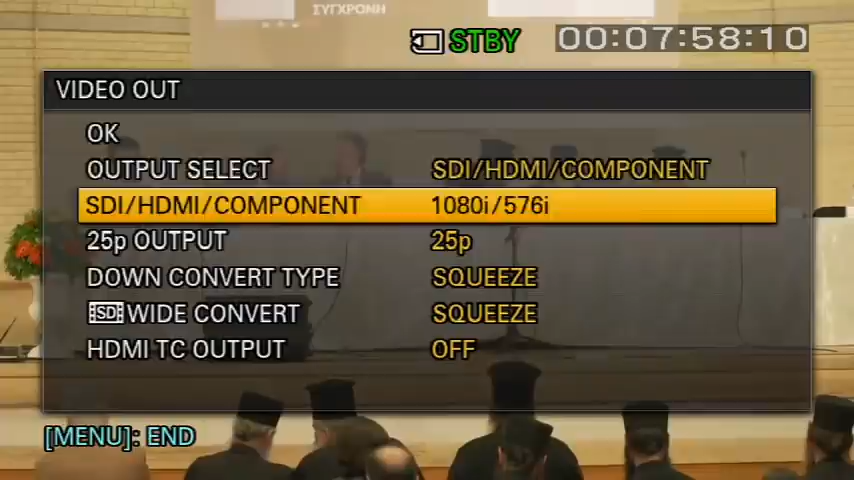 ΣΥΓΧΡΟΝΗ
STBY 00:07:58:10
VIDEO OUT
OK
OUTPUT SELECT SDI/HDMI/COMPONENT
SDI/HDMI/COMPONENT 1080i/576i
25p OUTPUT 25p
DOWN CONVERT TYPE SQUEEZE
SD WIDE CONVERT SQUEEZE
HDMI TC OUTPUT OFF
[MENU]: END